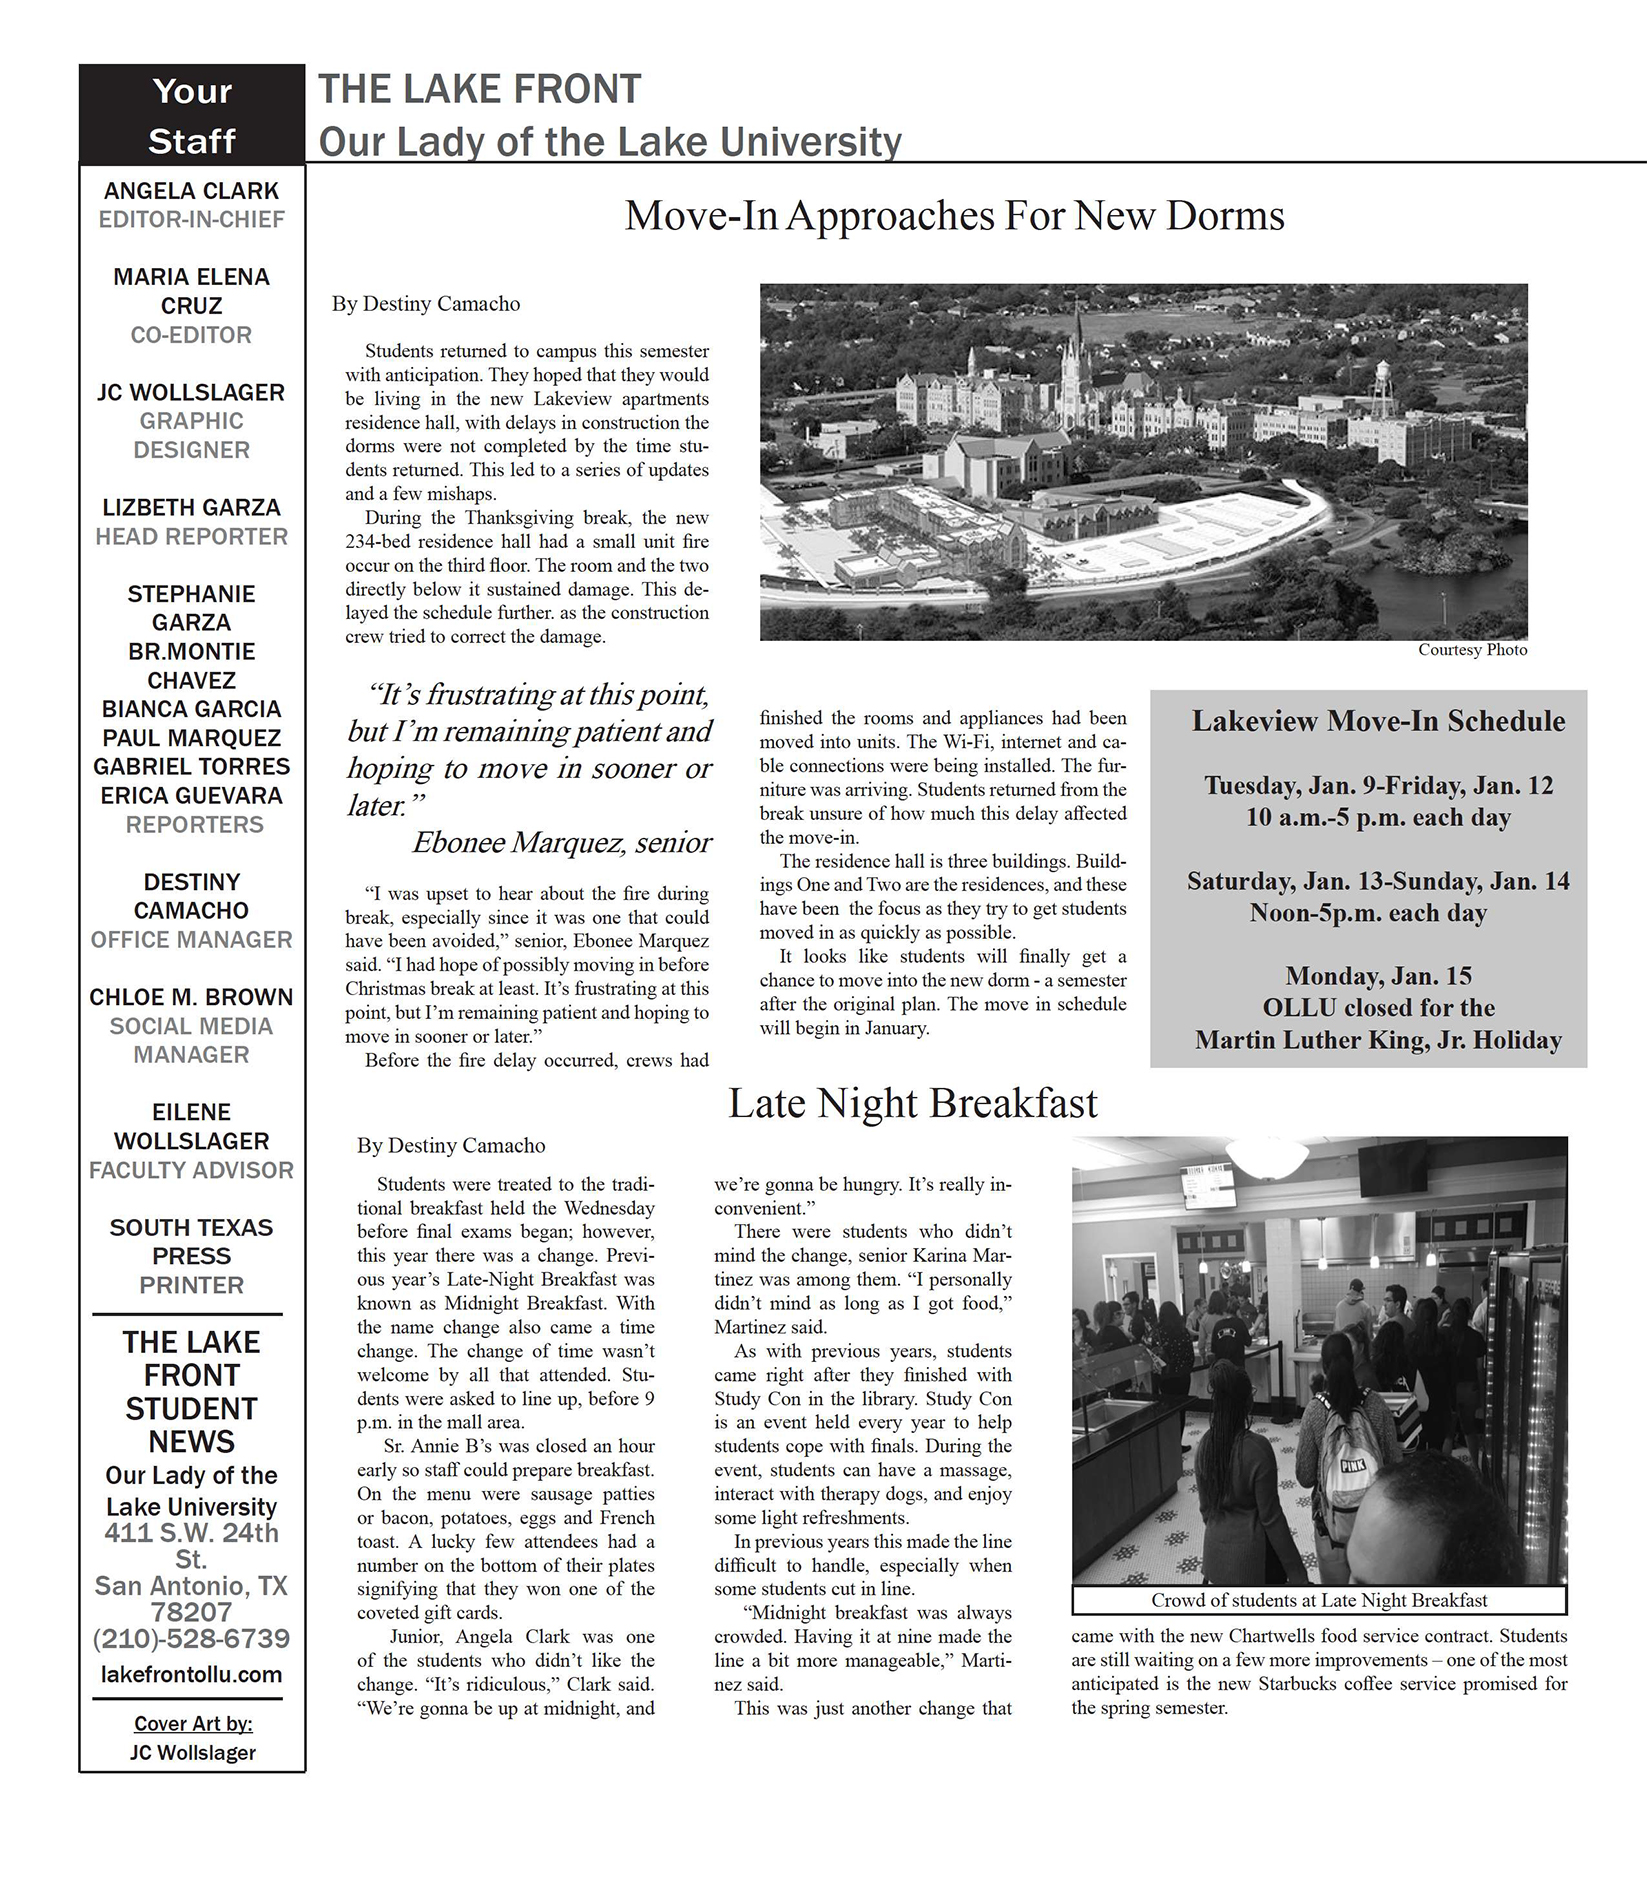 Your
Staff
THE LAKE FRONT
Our Lady of the Lake University
ANGELA CLARK
EDITOR-IN-CHIEF
MARIA ELENA
CRUZ
CO-EDITOR
JC WOLLSLAGER
GRAPHIC
DESIGNER
LIZBETH GARZA
HEAD REPORTER
STEPHANIE
GARZA
BR.MONTIE
CHAVEZ
BIANCA GARCIA
PAUL MARQUEZ
GABRIEL TORRES
ERICA GUEVARA
REPORTERS
DESTINY
CAMACHO
OFFICE MANAGER
CHLOE M. BROWN
SOCIAL MEDIA
MANAGER
EILENE
WOLLSLAGER
FACULTY ADVISOR
SOUTH TEXAS
PRESS
PRINTER
THE LAKE
FRONT
STUDENT
NEWS
Our Lady of the
Lake University
411 S.W. 24th
St.
San Antonio, TX
78207
(210)-528-6739
lakefrontollu.com
Cover Art by:
JC Wollslager
Move-In Approaches For New Dorms
By Destiny Camacho
Students returned to campus this semester
with anticipation. They hoped that they would
be living in the new Lakeview apartments
residence hall, with delays in construction the
dorms were not completed by the time stu-
dents returned. This led to a series of updates
and a few mishaps.
During the Thanksgiving break, the new
234-bed residence hall had a small unit fire
occur on the third floor. The room and the two
directly below it sustained damage. This de-
layed the schedule further. as the construction
crew tried to correct the damage.
“It’s frustrating at this point,
but I’m remaining patient and
hoping to move in sooner or
later.”
Ebonee Marquez, senior
“I was upset to hear about the fire during
break, especially since it was one that could
have been avoided,” senior, Ebonee Marquez
said. “I had hope of possibly moving in before
Christmas break at least. It’s frustrating at this
point, but I’m remaining patient and hoping to
move in sooner or later.”
Before the fire delay occurred, crews had
Courtesy Photo
finished the rooms and appliances had been
moved into units. The Wi-Fi, internet and ca-
ble connections were being installed. The fur-
niture was arriving. Students returned from the
break unsure of how much this delay affected
the move-in.
The residence hall is three buildings. Build-
ings One and Two are the residences, and these
have been the focus as they try to get students
moved in as quickly as possible.
It looks like students will finally get a
chance to move into the new dorm - a semester
after the original plan. The move in schedule
will begin in January.
Lakeview Move-In Schedule
Tuesday, Jan. 9-Friday, Jan. 12
10 a.m.-5 p.m. each day
Saturday, Jan. 13-Sunday, Jan. 14
Noon-5p.m. each day
Monday, Jan. 15
OLLU closed for the
Martin Luther King, Jr. Holiday
Late Night Breakfast
By Destiny Camacho
Students were treated to the tradi-
tional breakfast held the Wednesday
before final exams began; however,
this year there was a change. Previ-
ous year’s Late-Night Breakfast was
known as Midnight Breakfast. With
the name change also came a time
change. The change of time wasn’t
welcome by all that attended. Stu-
dents were asked to line up, before 9
p.m. in the mall area.
Sr. Annie B’s was closed an hour
early so staff could prepare breakfast.
On the menu were sausage patties
or bacon, potatoes, eggs and French
toast. A lucky few attendees had a
number on the bottom of their plates
signifying that they won one of the
coveted gift cards.
Junior, Angela Clark was one
of the students who didn’t like the
change. “It’s ridiculous,” Clark said.
“We’re gonna be up at midnight, and
we’re gonna be hungry. It’s really in-
convenient.”
There were students who didn’t
mind the change, senior Karina Mar-
tinez was among them. “I personally
didn’t mind as long as I got food,”
Martinez said.
As with previous years, students
came right after they finished with
Study Con in the library. Study Con
is an event held every year to help
students cope with finals. During the
event, students can have a massage,
interact with therapy dogs, and enjoy
some light refreshments.
In previous years this made the line
difficult to handle, especially when
some students cut in line.
“Midnight breakfast was always
crowded. Having it at nine made the
line a bit more manageable,” Marti-
nez said.
This was just another change that
PINK
Crowd of students at Late Night Breakfast
came with the new Chartwells food service contract. Students
are still waiting on a few more improvements – one of the most
anticipated is the new Starbucks coffee service promised for
the spring semester.